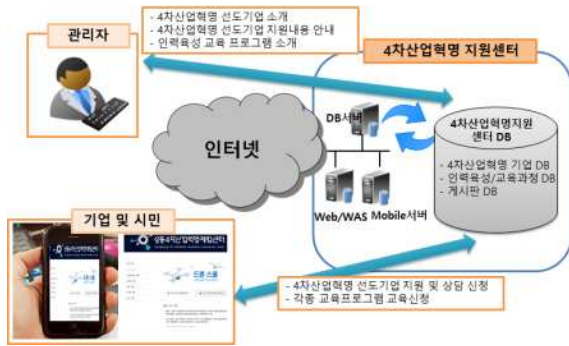 관리자
- 4차산업혁명 선도기업 소개
- 4차산업혁명 선도기업 지원내용 안내
- 인력육성 교육 프로그램 소개
4차산업혁명 지원센터
인터넷
DB서버
Web/WAS Mobile서버
4차산업혁명지원
센터 DB
- 4차산업혁명 기업 DB
- 인력육성/교육과정 DB
- 게시판 DB
기업 및 시민
드론 스쿨
- 4차산업혁명 선도기업 지원 및 상담 신청
- 각종 교육프로그램 교육신청